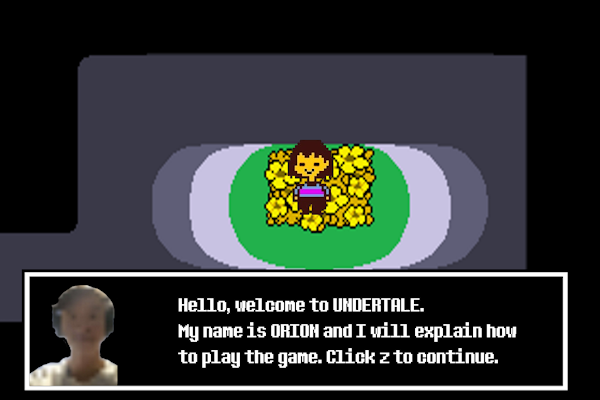 Hello, welcome to UNDERTALE.
My name is ORION and I will explain how
to play the game. Click z to continue.